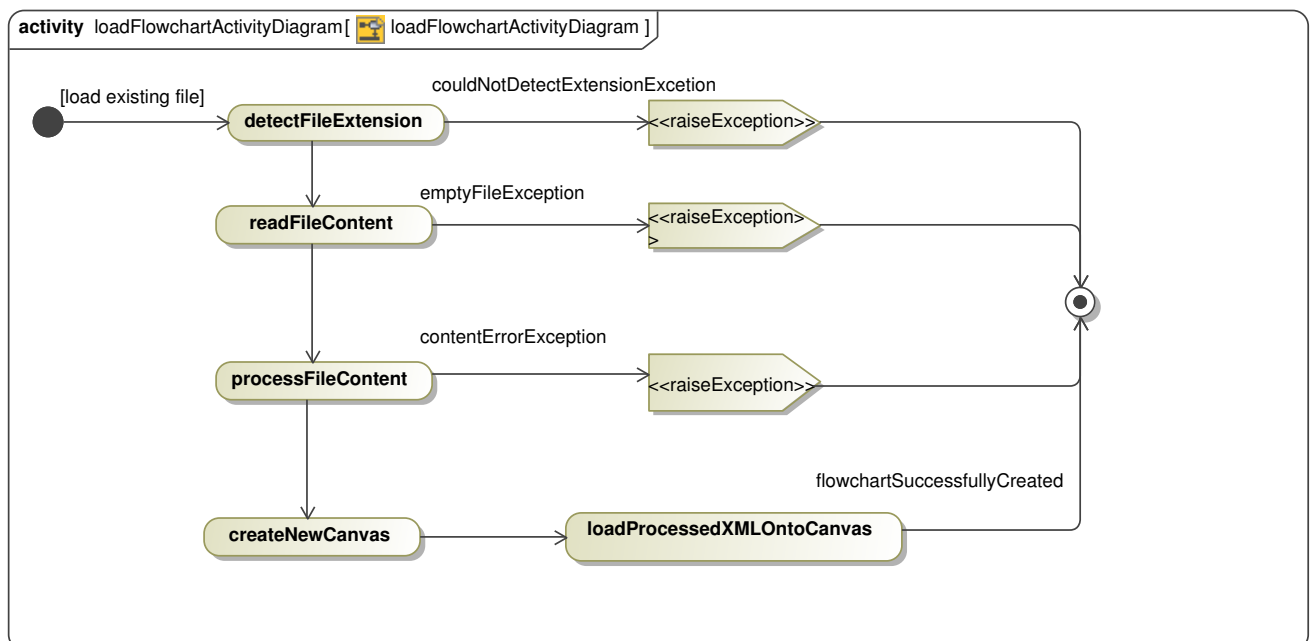 activity loadFlowchartActivityDiagram[ loadFlowchartActivityDiagram ]
[load existing file]
couldNotDetectExtensionExcetion
detectFileExtension
<<raiseException>>
emptyFileException
readFileContent
<<raiseException>
>
contentErrorException
processFileContent
<<raiseException>>
flowchartSuccessfullyCreated
createNewCanvas
loadProcessedXMLOntoCanvas